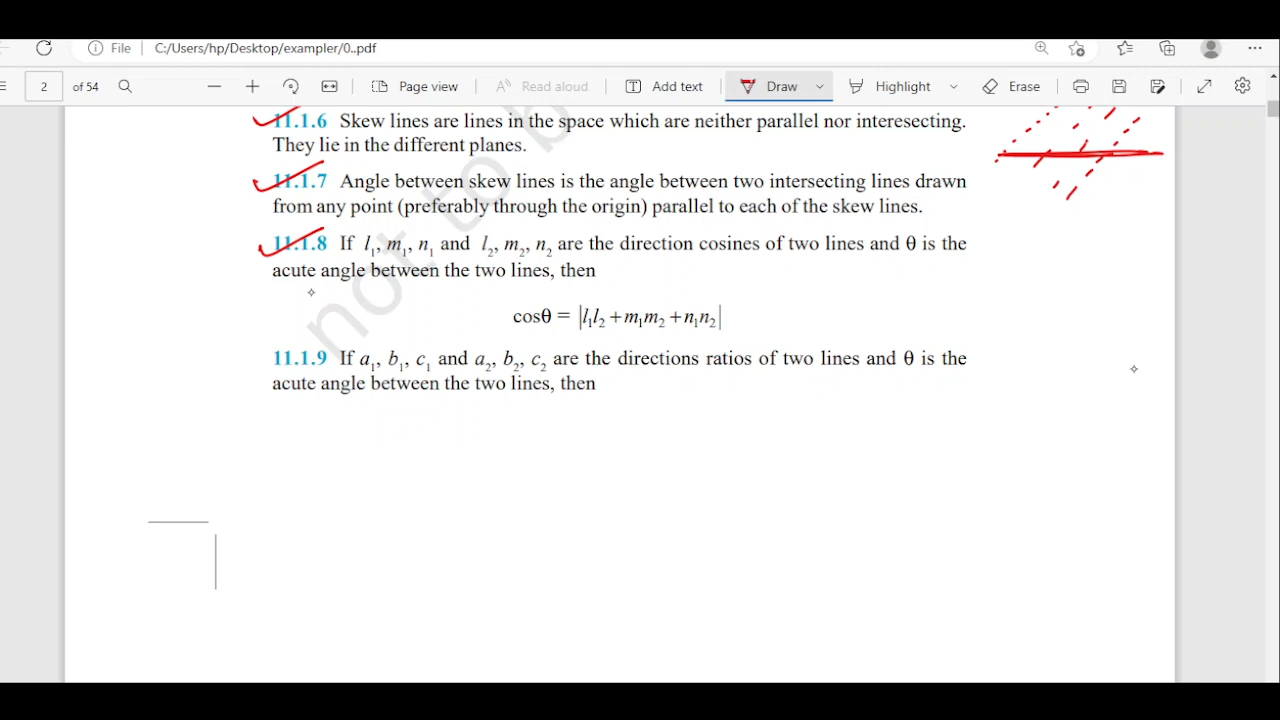 File C:/Users/hp/Desktop/exampler/0..pdf
2 of 54 Page view Read aloud Add text Draw Highlight Erase
11.1.6 Skew lines are lines in the space which are neither parallel nor interesecting.
They lie in the different planes.
11.1.7 Angle between skew lines is the angle between two intersecting lines drawn
from any point (preferably through the origin) parallel to each of the skew lines.
11.1.8 If l₁, m₁, n₁ and l₂, m₂, n₂ are the direction cosines of two lines and θ is the
acute angle between the two lines, then
cosθ = |l₁l₂ + m₁m₂ + n₁n₂|
11.1.9 If a₁, b₁, c₁ and a₂, b₂, c₂ are the directions ratios of two lines and θ is the
acute angle between the two lines, then
not to b